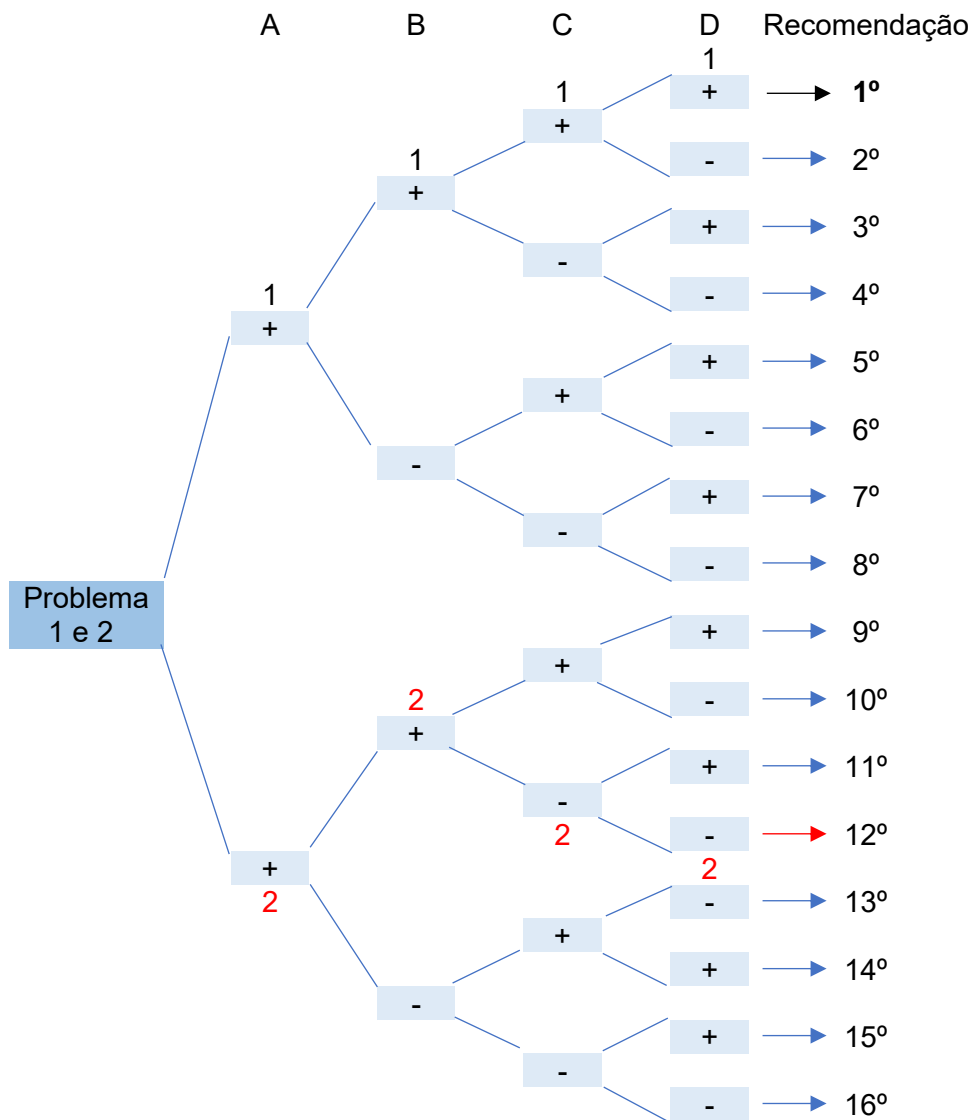 A B C D Recomendação
1
+ 1º
1
+
- 2º
1
+
+ 3º
-
- 4º
1
+
+ 5º
+
- 6º
-
+ 7º
-
- 8º
Problema
1 e 2
+ 9º
+
- 10º
2
+
+ 11º
-
2
- 12º
2
+
2
- 13º
+
+ 14º
-
+ 15º
-
- 16º